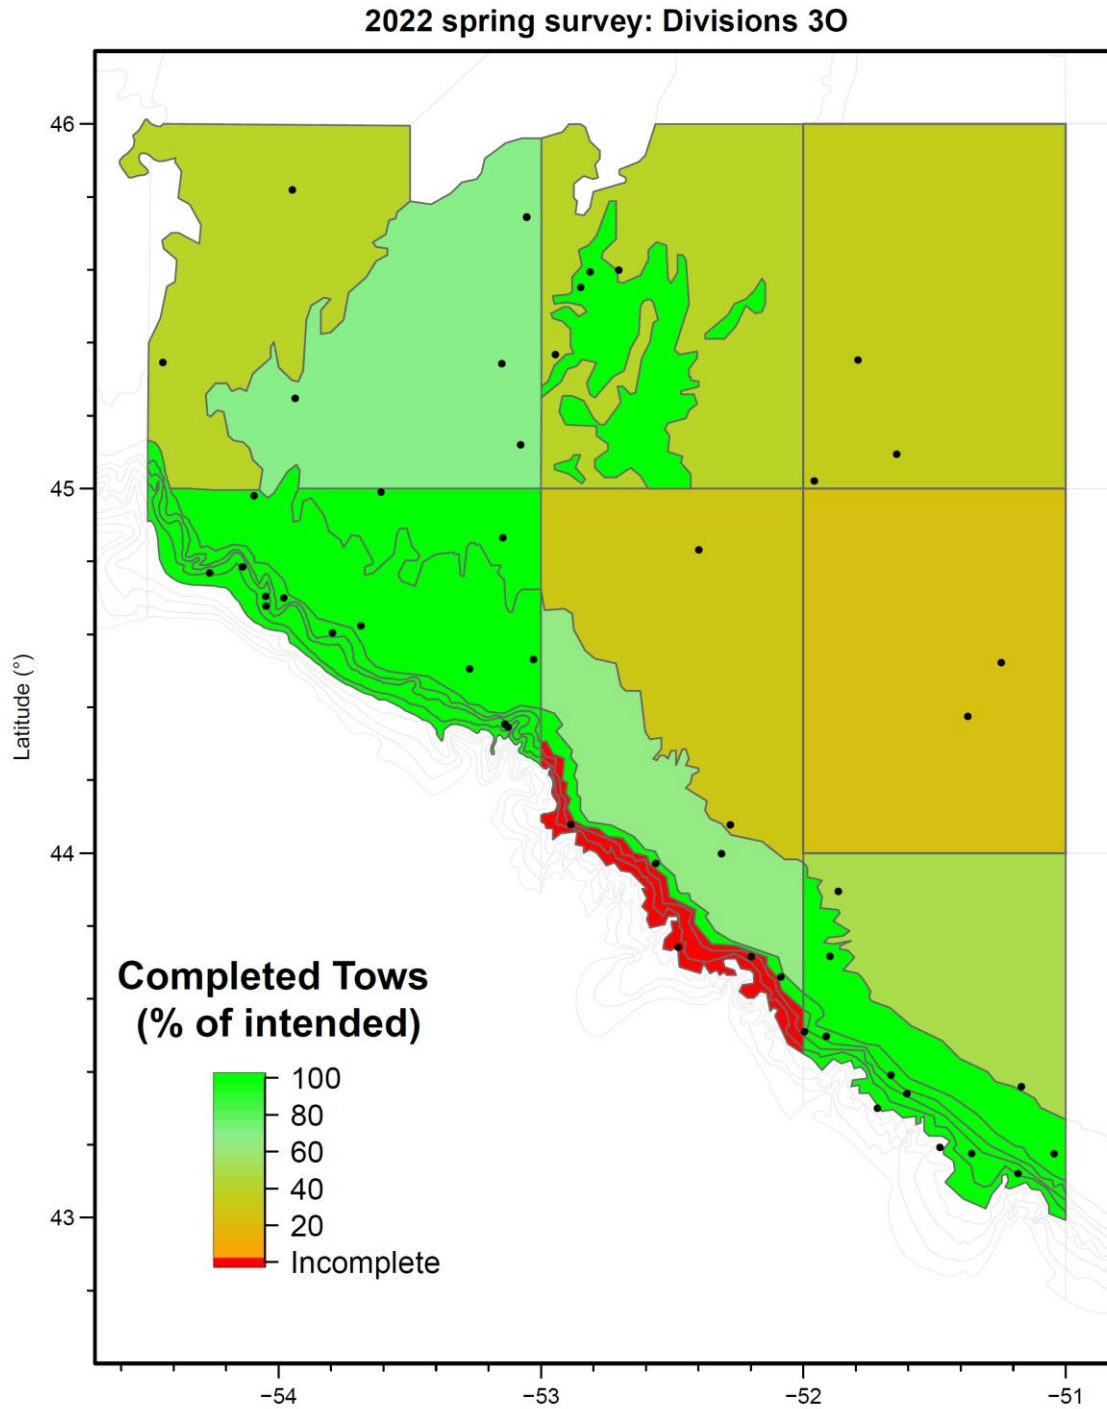 2022 spring survey: Divisions 3O
46
45
44
43
Latitude (°)
Completed Tows
(% of intended)
100
80
60
40
20
Incomplete
−54
−53
−52
−51